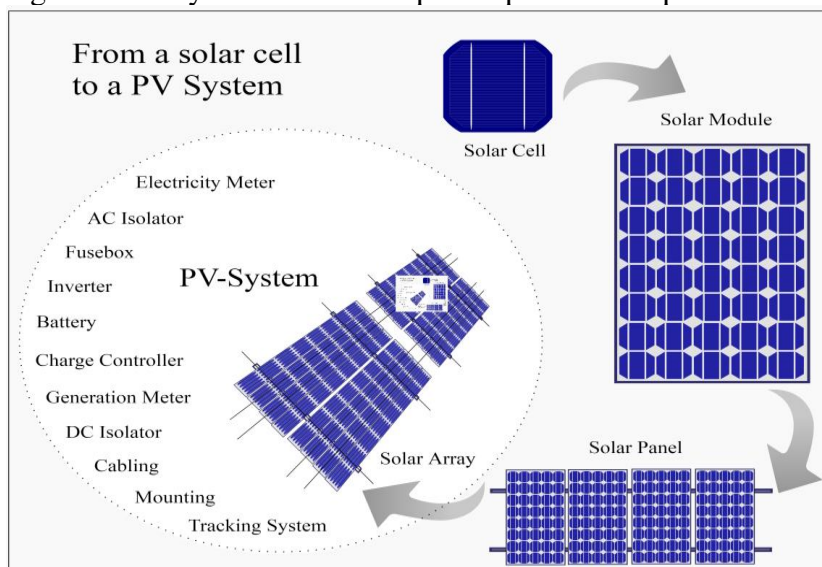 From a solar cell
to a PV System
Solar Cell
Solar Module
Solar Panel
Solar Array
PV-System
Electricity Meter
AC Isolator
Fusebox
Inverter
Battery
Charge Controller
Generation Meter
DC Isolator
Cabling
Mounting
Tracking System